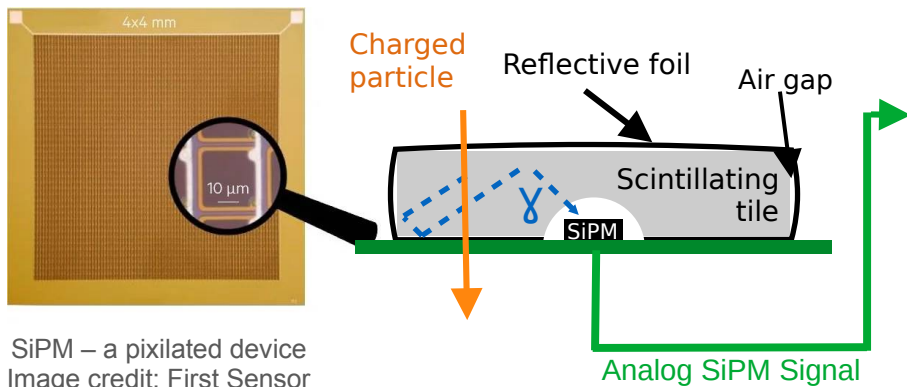 4x4 mm
10 µm
SiPM – a pixilated device
Image credit: First Sensor
Charged
particle
Reflective foil
Air gap
Scintillating
tile
γ
SiPM
Analog SiPM Signal